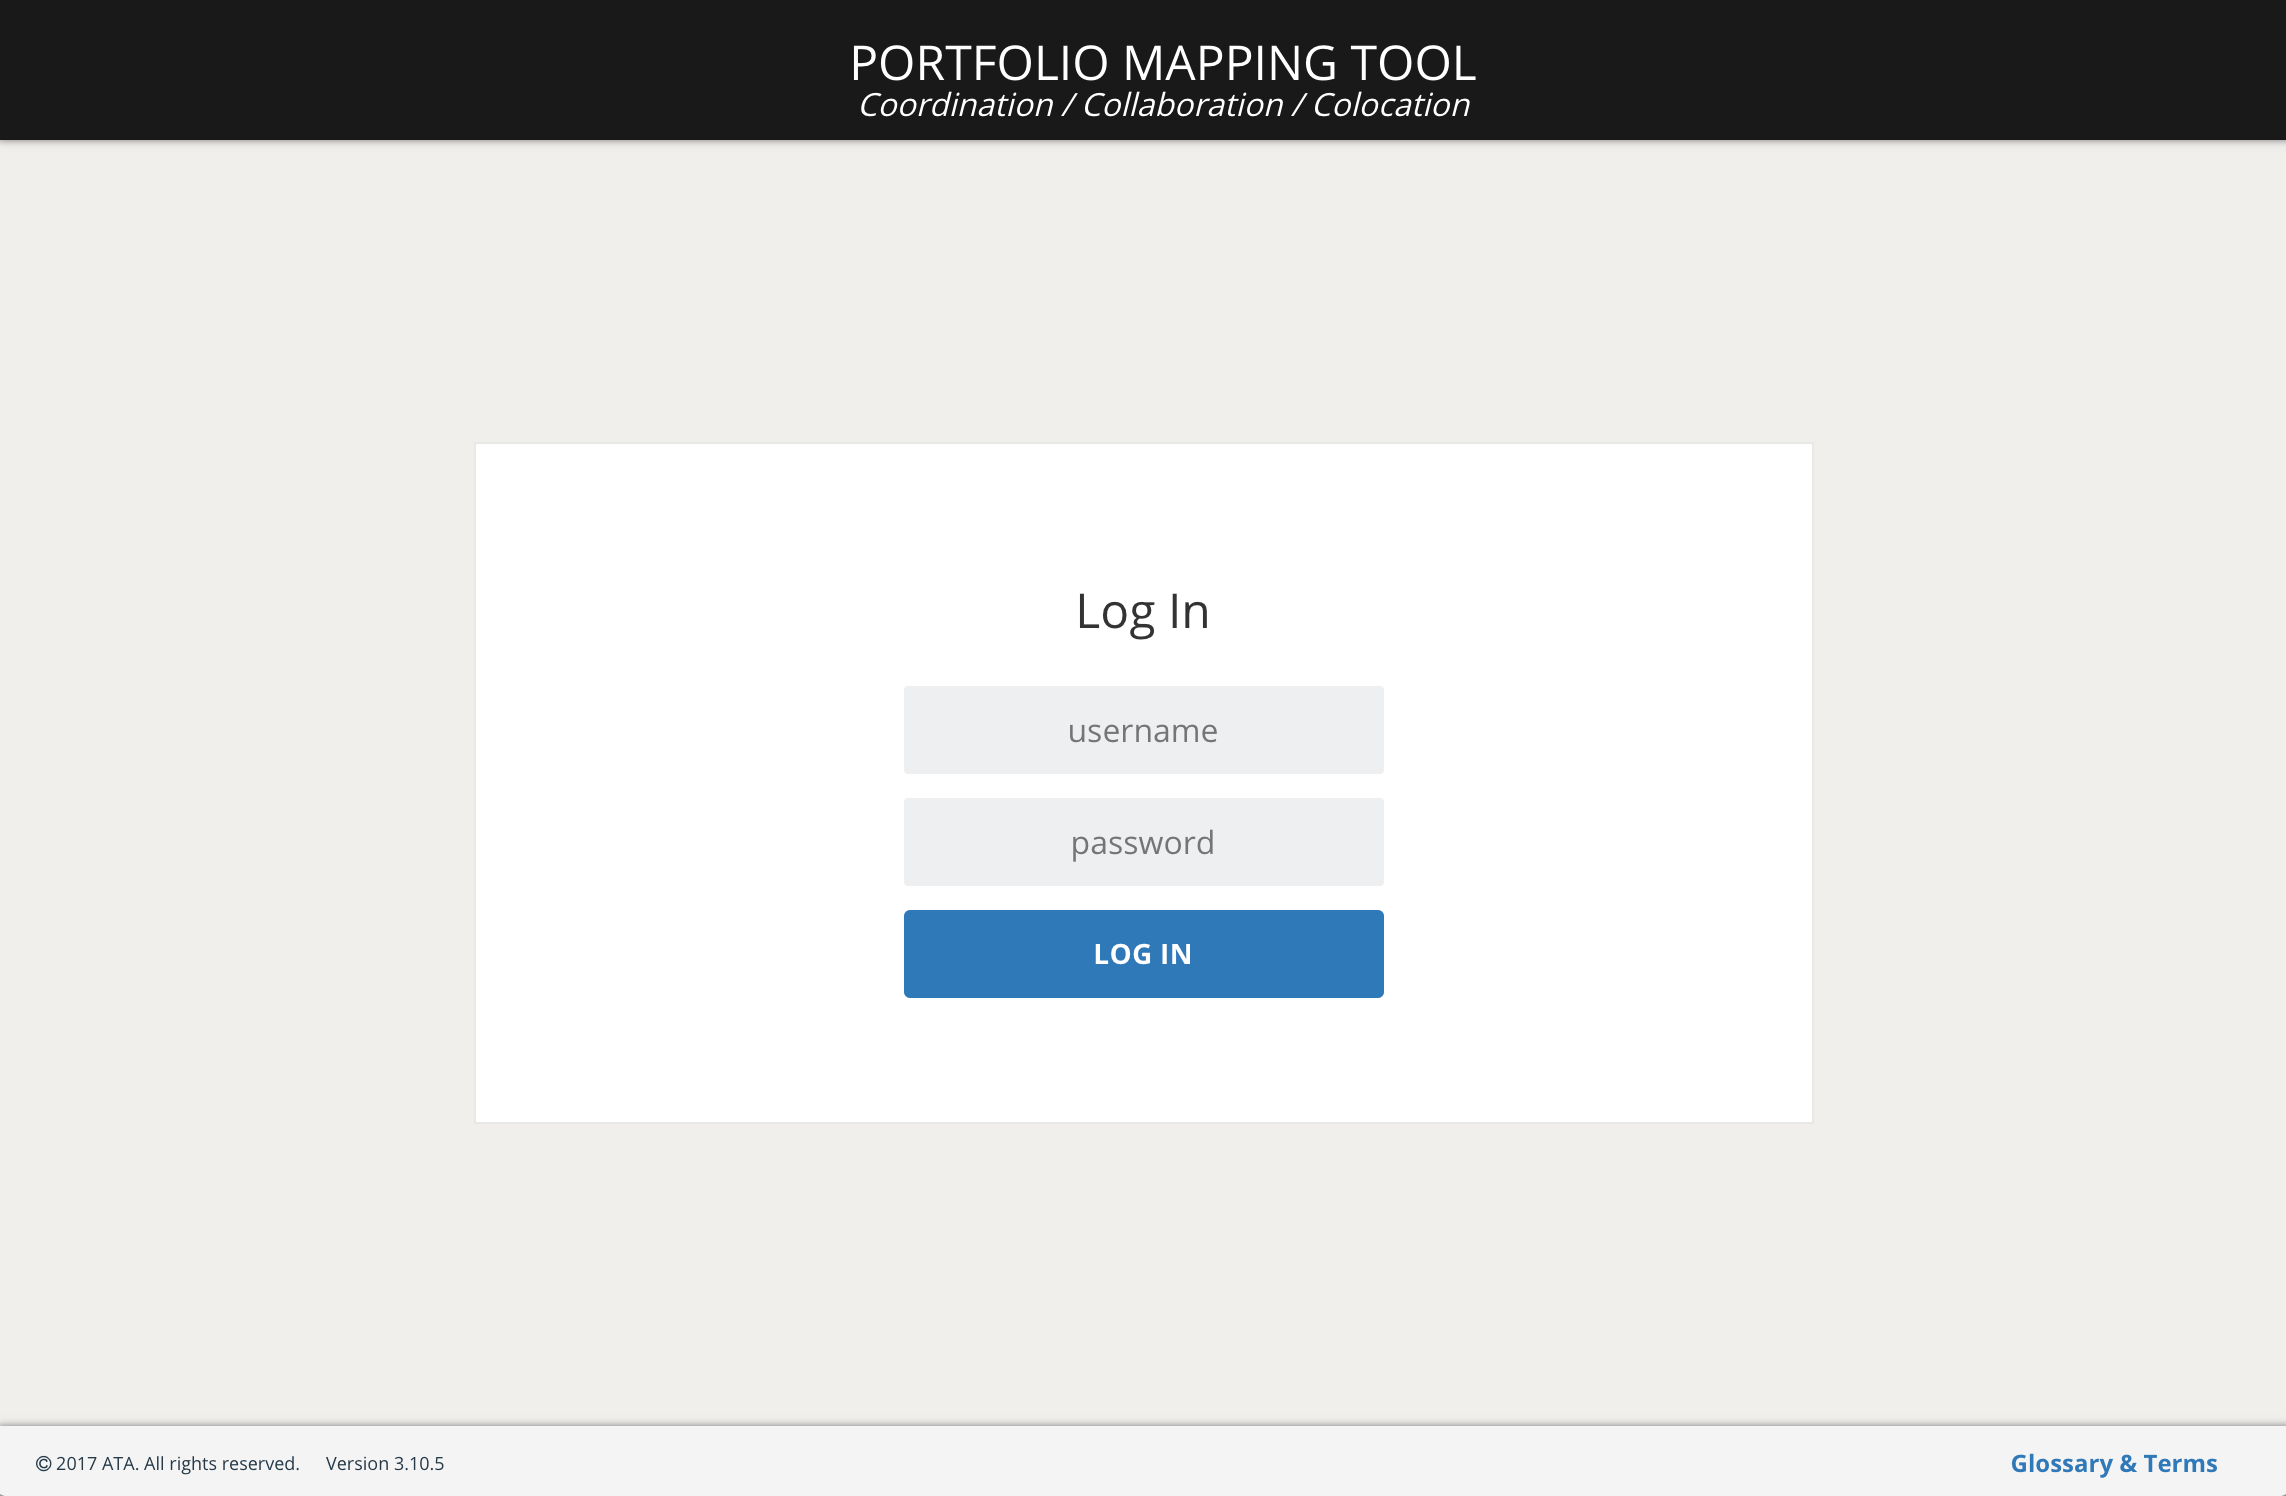 PORTFOLIO MAPPING TOOL
Coordination / Collaboration / Colocation
Log In
username
password
LOG IN
© 2017 ATA. All rights reserved. Version 3.10.5
Glossary & Terms